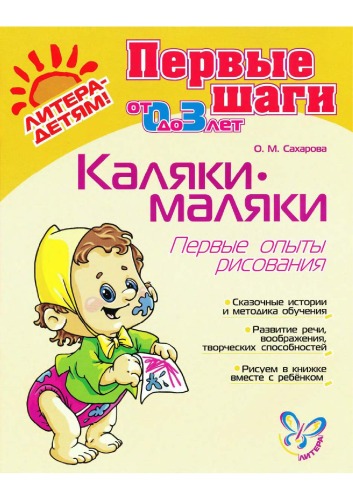 ЛИТЕРА-
ДЕТЯМ!
Первые
шаги
от 0 до 3 лет
О. М. Сахарова
Каляки-
маляки
Первые опыты
рисования
•Сказочные истории
и методика обучения
•Развитие речи,
воображения,
творческих способностей
•Рисуем в книжке
вместе с ребёнком
ЛИТЕРА